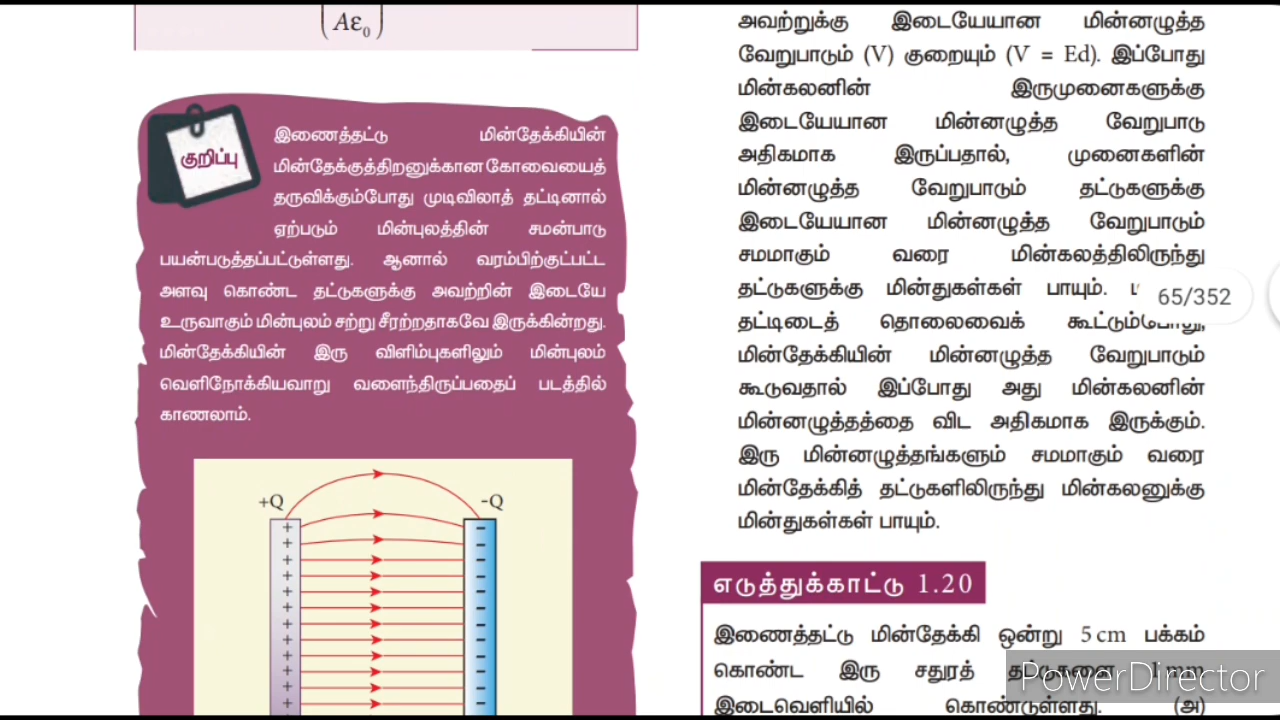 Aε₀
குறிப்பு
இணைத்தட்டு மின்தேக்கியின்
மின்தேக்குத்திறனுக்கான கோவையைத்
தருவிக்கும்போது முடிவிலாத் தட்டினால்
ஏற்படும் மின்புலத்தின் சமன்பாடு
பயன்படுத்தப்பட்டுள்ளது. ஆனால் வரம்பிற்குட்பட்ட
அளவு கொண்ட தட்டுகளுக்கு அவற்றின் இடையே
உருவாகும் மின்புலம் சற்று சீரற்றதாகவே இருக்கின்றது.
மின்தேக்கியின் இரு விளிம்புகளிலும் மின்புலம்
வெளிநோக்கியவாறு வளைந்திருப்பதைப் படத்தில்
காணலாம்.
+Q -Q
அவற்றுக்கு இடையேயான மின்னழுத்த
வேறுபாடும் (V) குறையும் (V = Ed). இப்போது
மின்கலனின் இருமுனைகளுக்கு
இடையேயான மின்னழுத்த வேறுபாடு
அதிகமாக இருப்பதால், முனைகளின்
மின்னழுத்த வேறுபாடும் தட்டுகளுக்கு
இடையேயான மின்னழுத்த வேறுபாடும்
சமமாகும் வரை மின்கலத்திலிருந்து
தட்டுகளுக்கு மின்துகள்கள் பாயும்.
65/352
தட்டிடைத் தொலைவைக் கூட்டும்போது,
மின்தேக்கியின் மின்னழுத்த வேறுபாடும்
கூடுவதால் இப்போது அது மின்கலனின்
மின்னழுத்தத்தை விட அதிகமாக இருக்கும்.
இரு மின்னழுத்தங்களும் சமமாகும் வரை
மின்தேக்கித் தட்டுகளிலிருந்து மின்கலனுக்கு
மின்துகள்கள் பாயும்.
எடுத்துக்காட்டு 1.20
இணைத்தட்டு மின்தேக்கி ஒன்று 5 cm பக்கம்
கொண்ட இரு சதுரத் தட்டுகளை 1 mm
இடைவெளியில் கொண்டுள்ளது. (அ)
PowerDirector